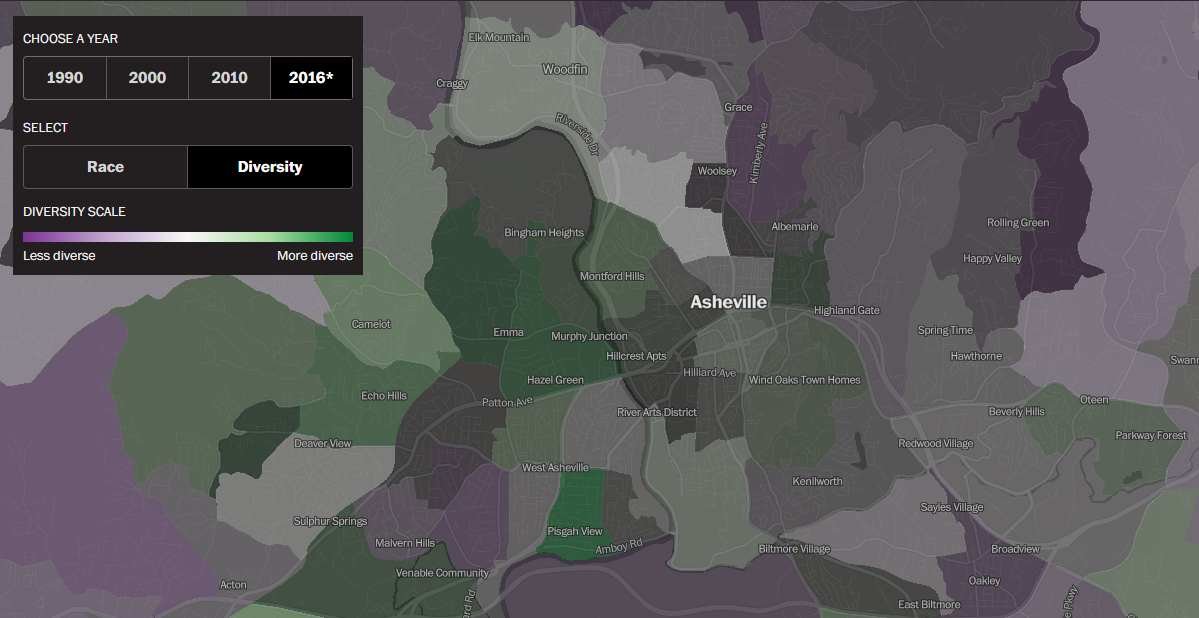 CHOOSE A YEAR
1990 2000 2010 2016*
SELECT
Race Diversity
DIVERSITY SCALE
Less diverse More diverse
Elk Mountain
Woodfin
Craggy
Grace
Riverside Dr
Kimberly Ave
Woolsey
Rolling Green
Albemarle
Bingham Heights
Happy Valley
Montford Hills
Asheville
Highland Gate
Camelot
Emma
Spring Time
Murphy Junction
Hillcrest Apts
Hawthorne
Swann
Hilliard Ave
Hazel Green
Wind Oaks Town Homes
Echo Hills
Patton Ave
Oteen
River Arts District
Beverly Hills
Parkway Forest
Deaver View
Redwood Village
West Asheville
Kenilworth
Sayles Village
Sulphur Springs
Pisgah View
Malvern Hills
Amboy Rd
Biltmore Village
Broadview
Venable Community
Acton
Oakley
ard Rd
e Pkwy
East Biltmore